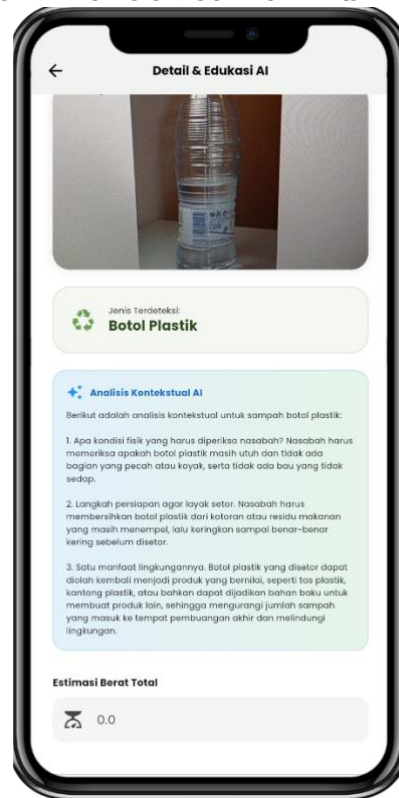 Detail & Edukasi AI
Jenis Terdeteksi:
Botol Plastik
Analisis Kontekstual AI
Berikut adalah analisis kontekstual untuk sampah botol plastik:
1. Apa kondisi fisik yang harus diperiksa nasabah? Nasabah harus
memeriksa apakah botol plastik masih utuh dan tidak ada
bagian yang pecah atau koyak, serta tidak ada bau yang tidak
sedap.
2. Langkah persiapan agar layak setor. Nasabah harus
membersihkan botol plastik dari kotoran atau residu makanan
yang masih menempel, lalu keringkan sampai benar-benar
kering sebelum disetor.
3. Satu manfaat lingkungannya. Botol plastik yang disetor dapat
diolah kembali menjadi produk yang bernilai, seperti tas plastik,
kantong plastik, atau bahkan dapat dijadikan bahan baku untuk
membuat produk lain, sehingga mengurangi jumlah sampah
yang masuk ke tempat pembuangan akhir dan melindungi
lingkungan.
Estimasi Berat Total
0.0